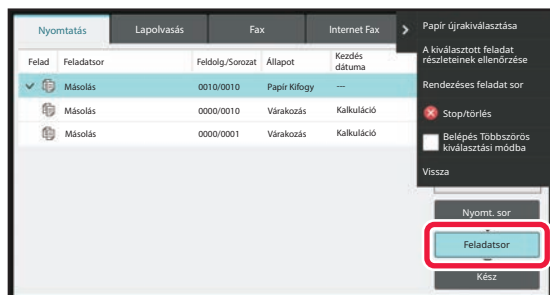 Nyomtatás Lapolvasás Fax Internet Fax
Felad Feladatsor Feldolg./Sorozat Állapot Kezdés dátuma
Másolás 0010/0010 Papír Kifogy ---
Másolás 0000/0010 Várakozás Kalkuláció
Másolás 0000/0001 Várakozás Kalkuláció
Papír újrakiválasztása
A kiválasztott feladat
részleteinek ellenőrzése
Rendezéses feladat sor
Stop/törlés
Belépés Többszörös
kiválasztási módba
Vissza
Nyomt. sor
Feladatsor
Kész